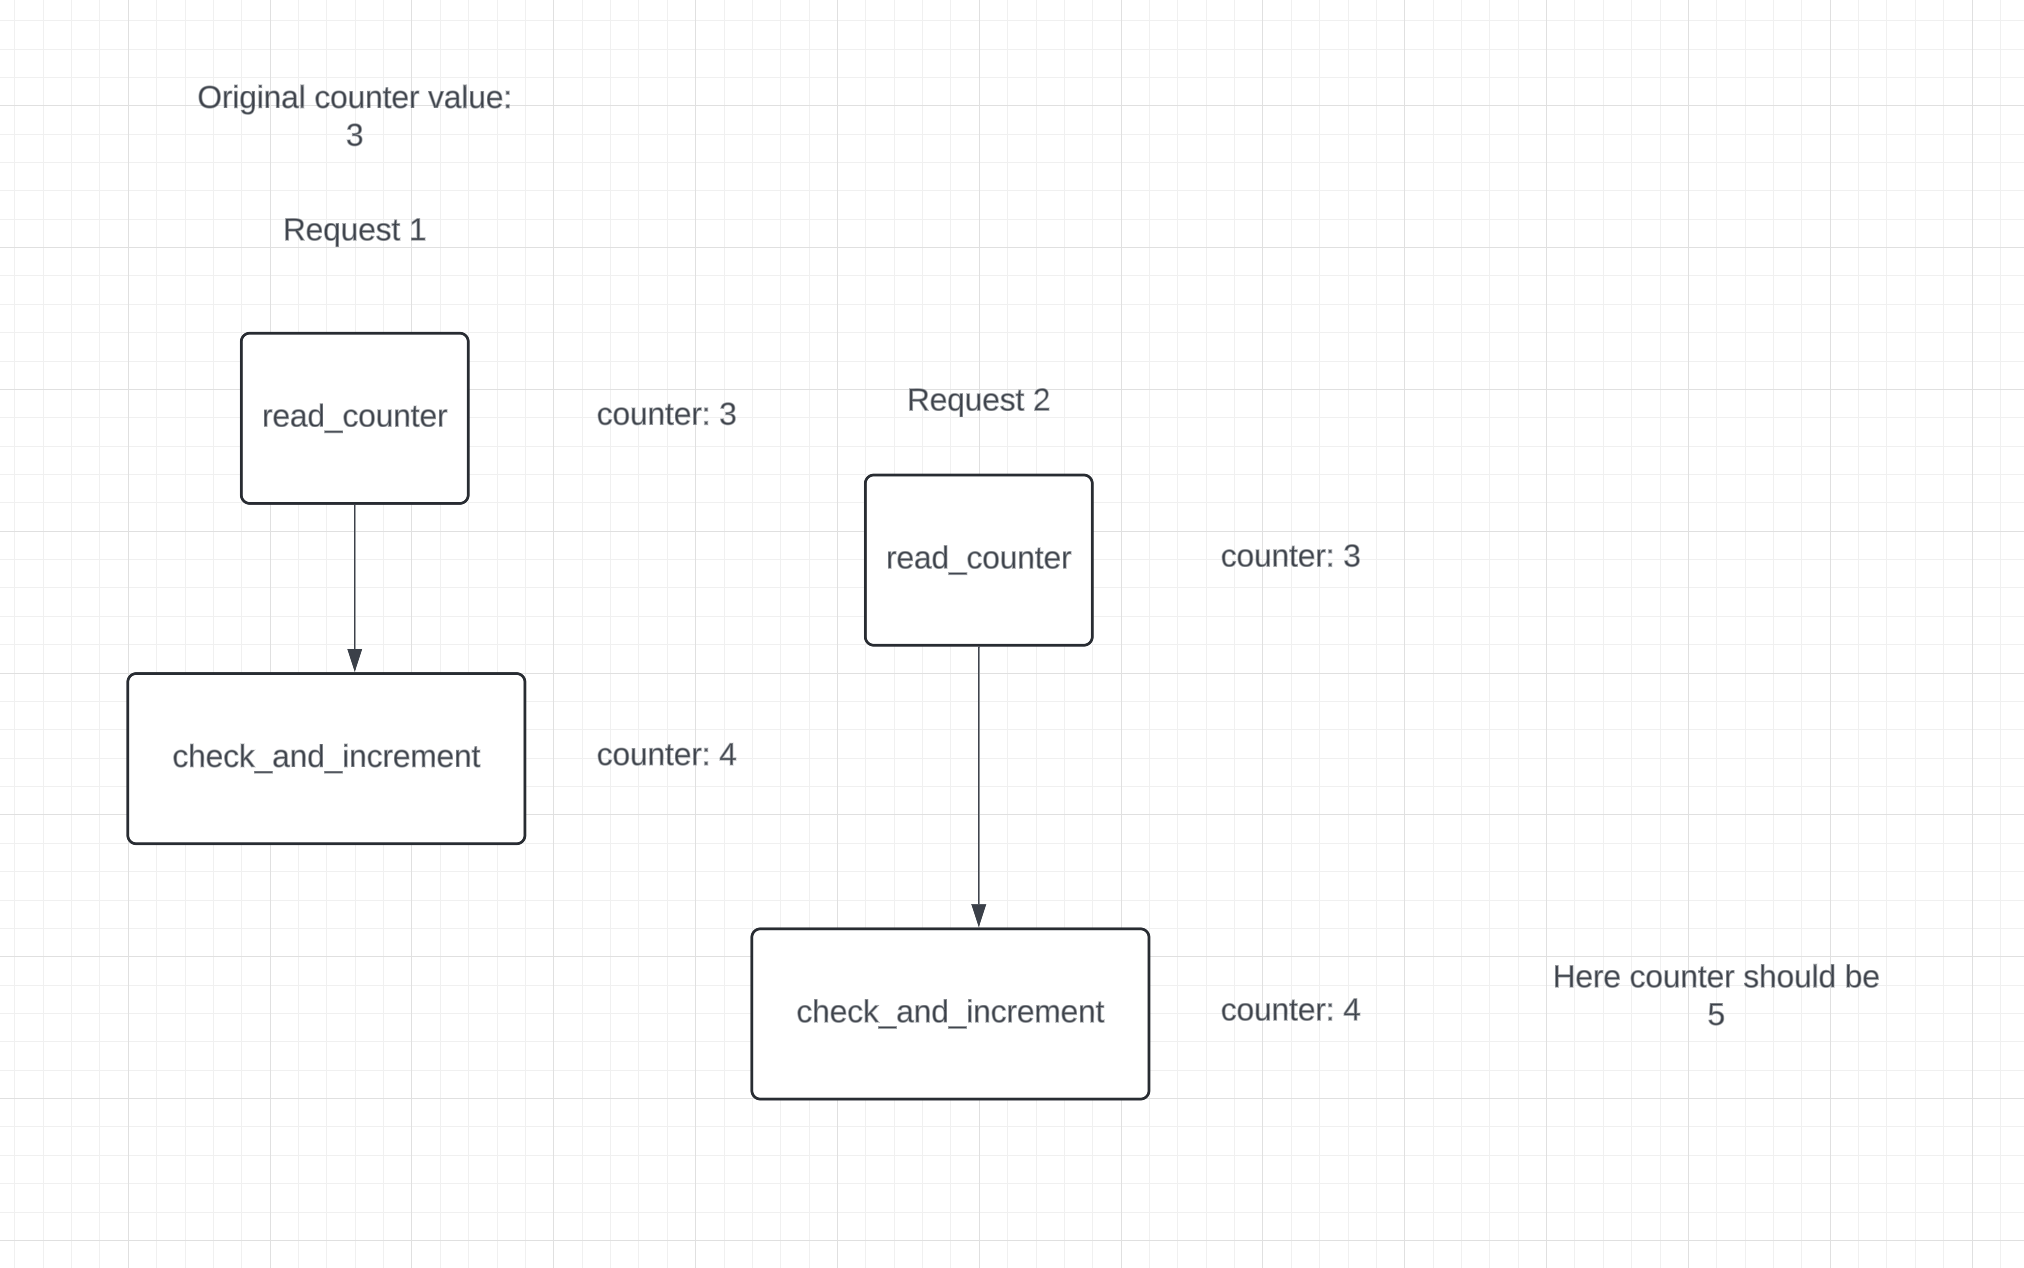 Original counter value:
3
Request 1
read_counter
counter: 3
Request 2
read_counter
counter: 3
check_and_increment
counter: 4
check_and_increment
counter: 4
Here counter should be
5